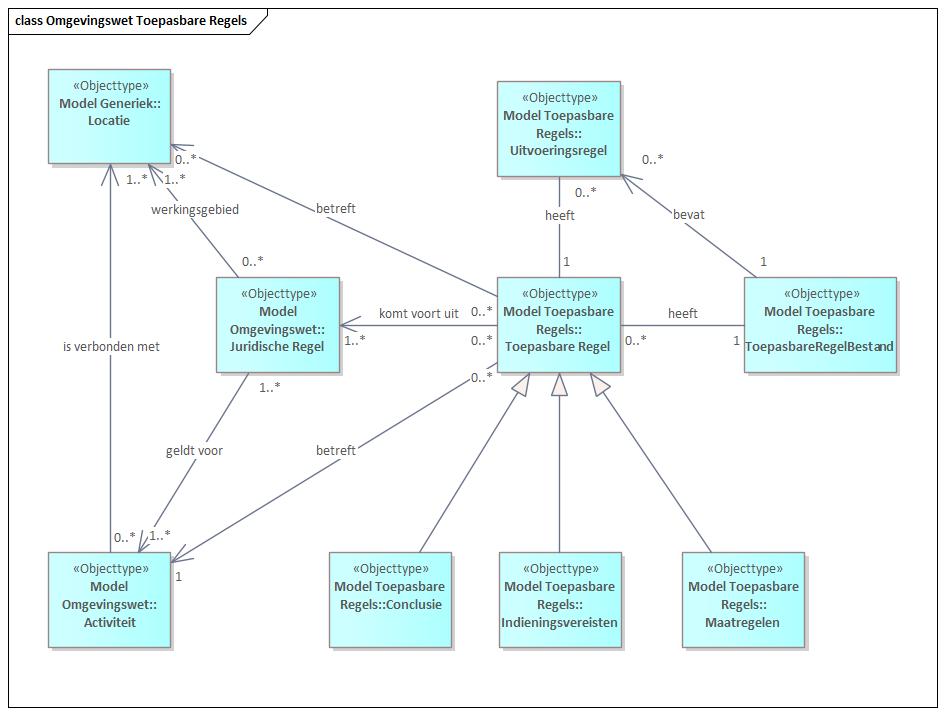 class Omgevingswet Toepasbare Regels
«Objecttype»
Model Generiek::
Locatie
«Objecttype»
Model Toepasbare
Regels::
Uitvoeringsregel
0..*
1..*
1..*
0..*
0..*
werkingsgebied
betreft
heeft
bevat
0..*
1
1
«Objecttype»
Model
Omgevingswet::
Juridische Regel
komt voort uit
0..*
1..*
0..*
«Objecttype»
Model Toepasbare
Regels::
Toepasbare Regel
heeft
0..*
1
«Objecttype»
Model Toepasbare
Regels::
ToepasbareRegelBestand
is verbonden met
1..*
0..*
geldt voor
betreft
0..*
1..*
1
«Objecttype»
Model
Omgevingswet::
Activiteit
«Objecttype»
Model Toepasbare
Regels::Conclusie
«Objecttype»
Model Toepasbare
Regels::
Indieningsvereisten
«Objecttype»
Model Toepasbare
Regels::
Maatregelen